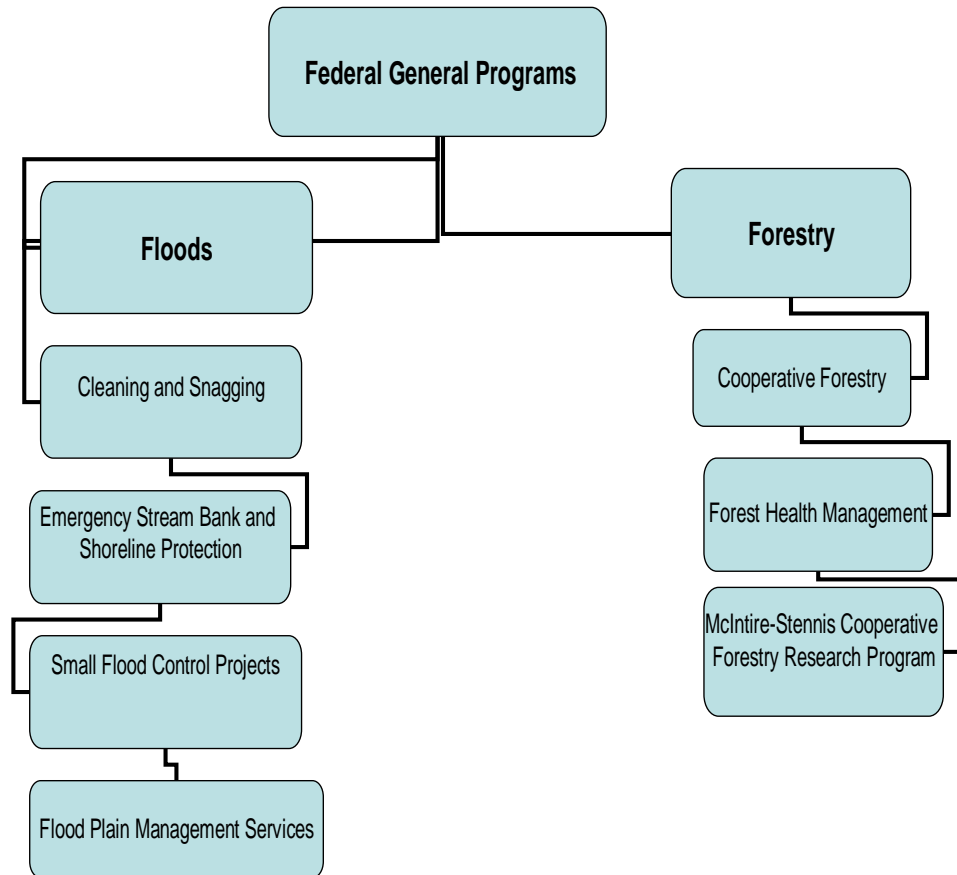 Federal General Programs
Floods
Forestry
Cleaning and Snagging
Cooperative Forestry
Emergency Stream Bank and
Shoreline Protection
Forest Health Management
Small Flood Control Projects
McIntire-Stennis Cooperative
Forestry Research Program
Flood Plain Management Services